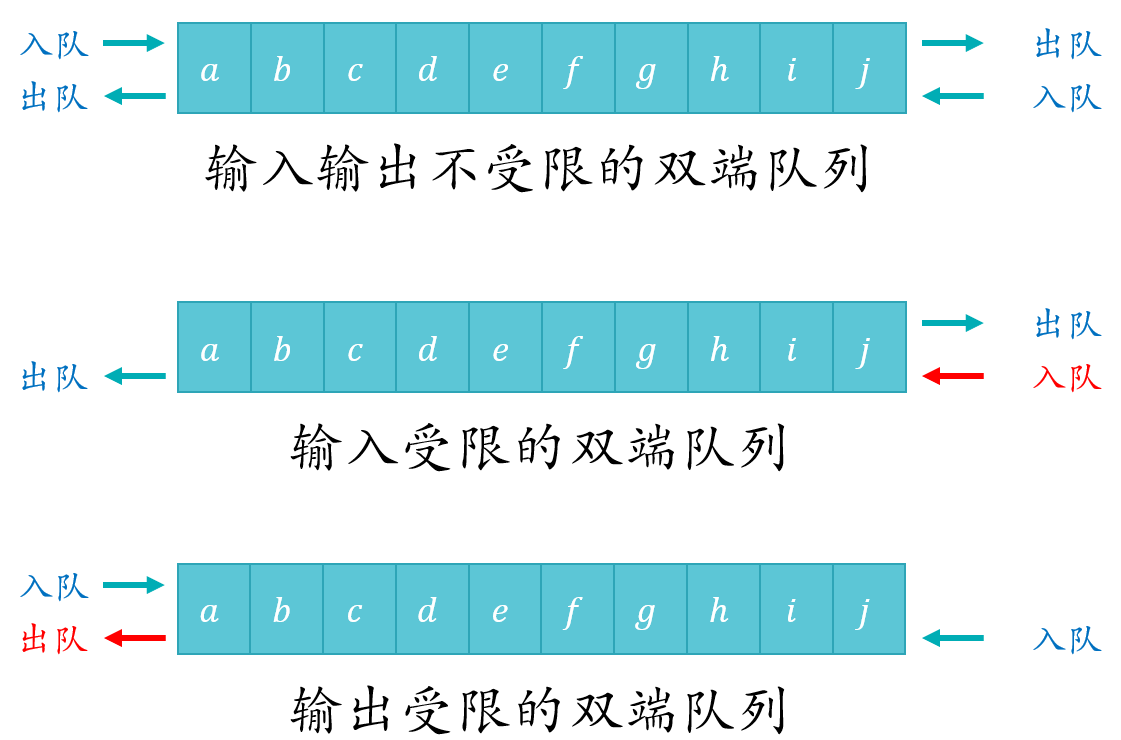 入队 出队
a b c d e f g h i j
出队 入队
输入输出不受限的双端队列
出队
a b c d e f g h i j
出队 入队
输入受限的双端队列
入队
a b c d e f g h i j
出队 入队
输出受限的双端队列